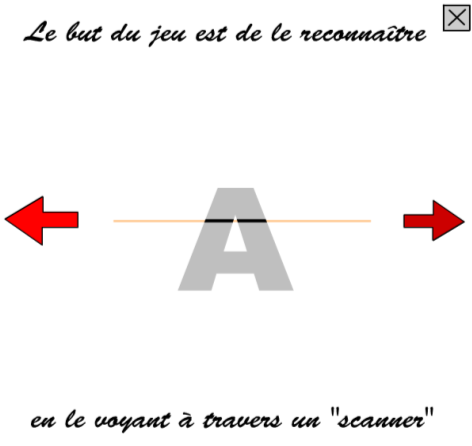 Le but du jeu est de le reconnaître
A
en le voyant à travers un "scanner"